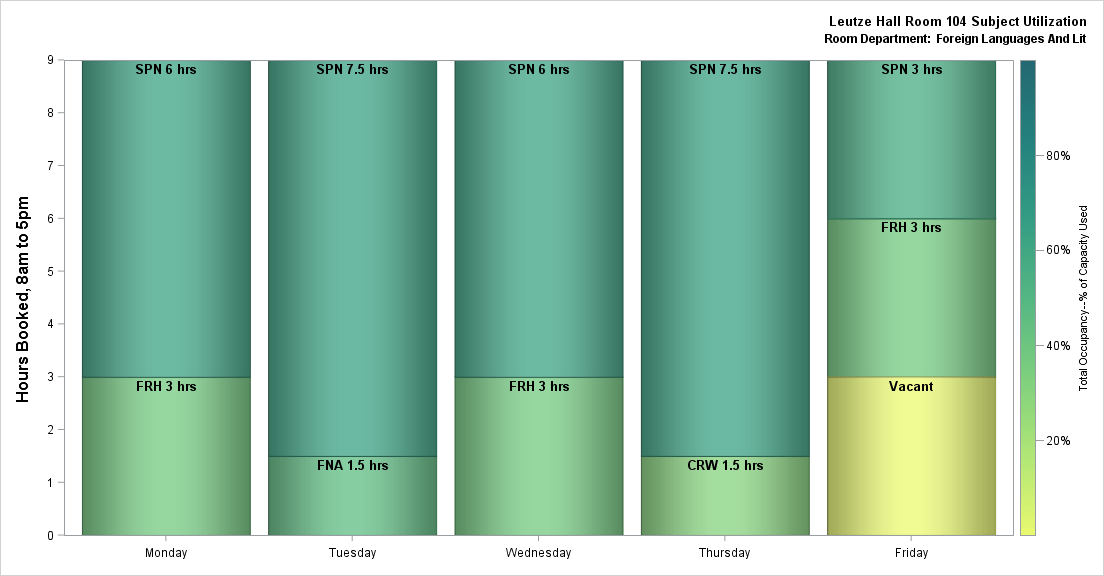 Leutze Hall Room 104 Subject Utilization
Room Department: Foreign Languages And Lit
Hours Booked, 8am to 5pm
9
8
7
6
5
4
3
2
1
0
SPN 6 hrs
FRH 3 hrs
SPN 7.5 hrs
FNA 1.5 hrs
SPN 6 hrs
FRH 3 hrs
SPN 7.5 hrs
CRW 1.5 hrs
SPN 3 hrs
FRH 3 hrs
Vacant
Monday
Tuesday
Wednesday
Thursday
Friday
80%
60%
40%
20%
Total Occupancy--% of Capacity Used